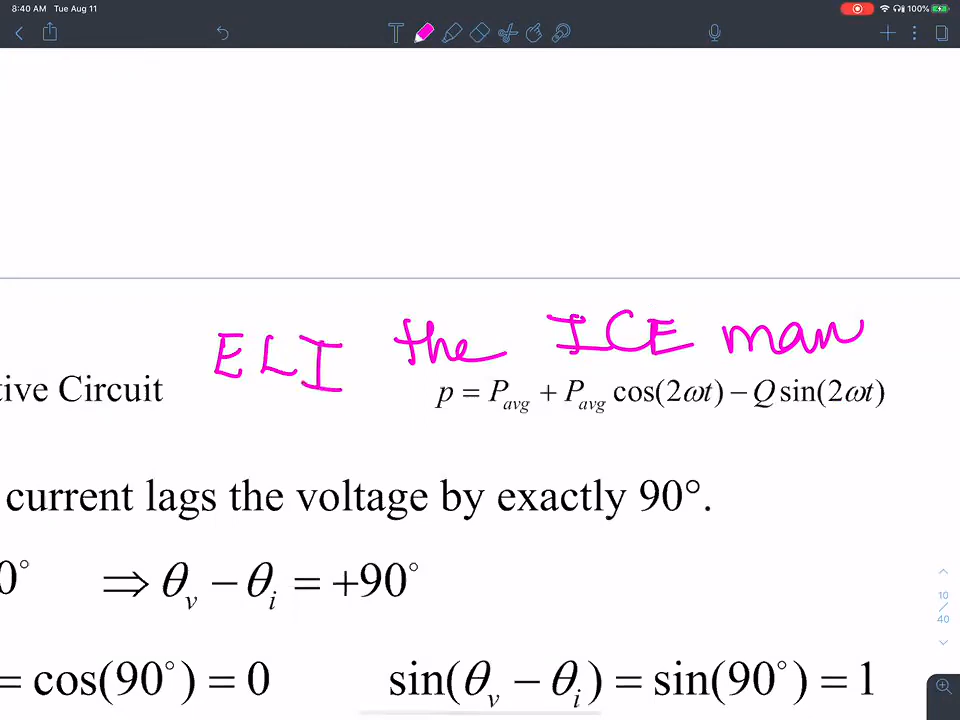 8:40 AM Tue Aug 11
100%
T
ELI the ICE man
tive Circuit
p = P_avg + P_avg cos(2ωt) − Q sin(2ωt)
current lags the voltage by exactly 90°.
0° ⇒ θ_v − θ_i = +90°
= cos(90°) = 0 sin(θ_v − θ_i) = sin(90°) = 1
10
/
40